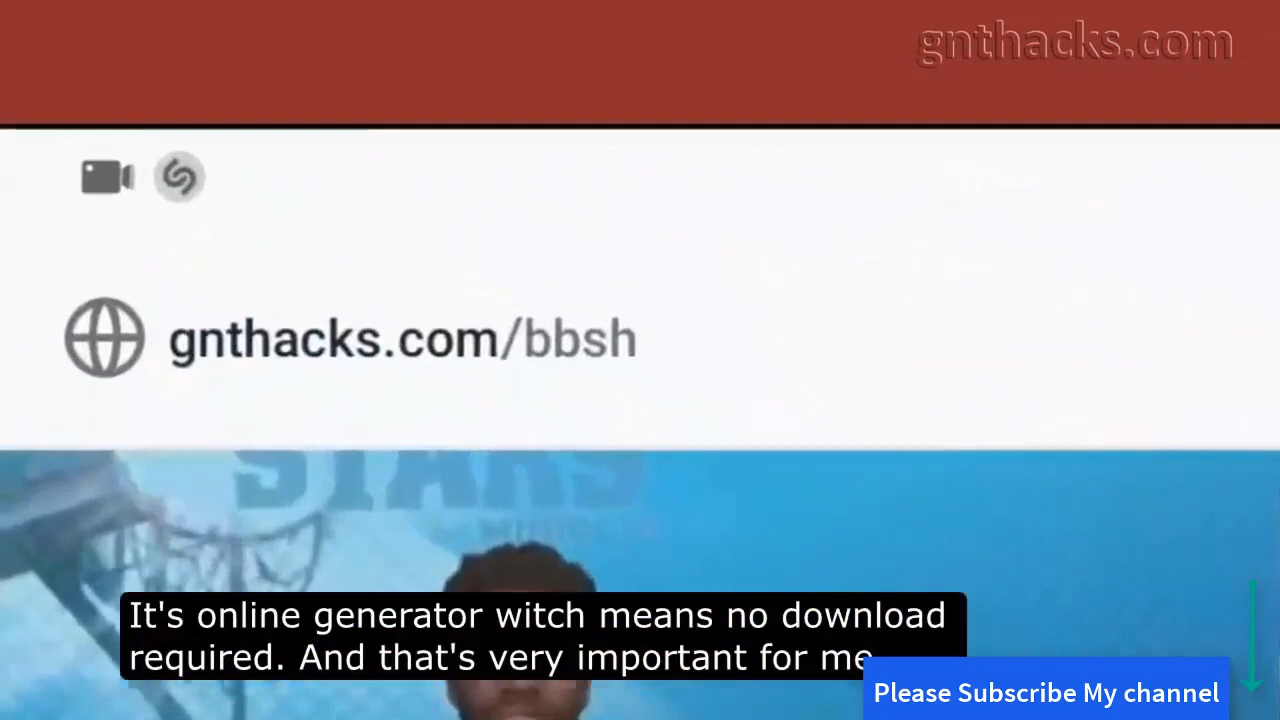 gnthacks.com
gnthacks.com/bbsh
STARS
It's online generator witch means no download
required. And that's very important for me
Please Subscribe My channel